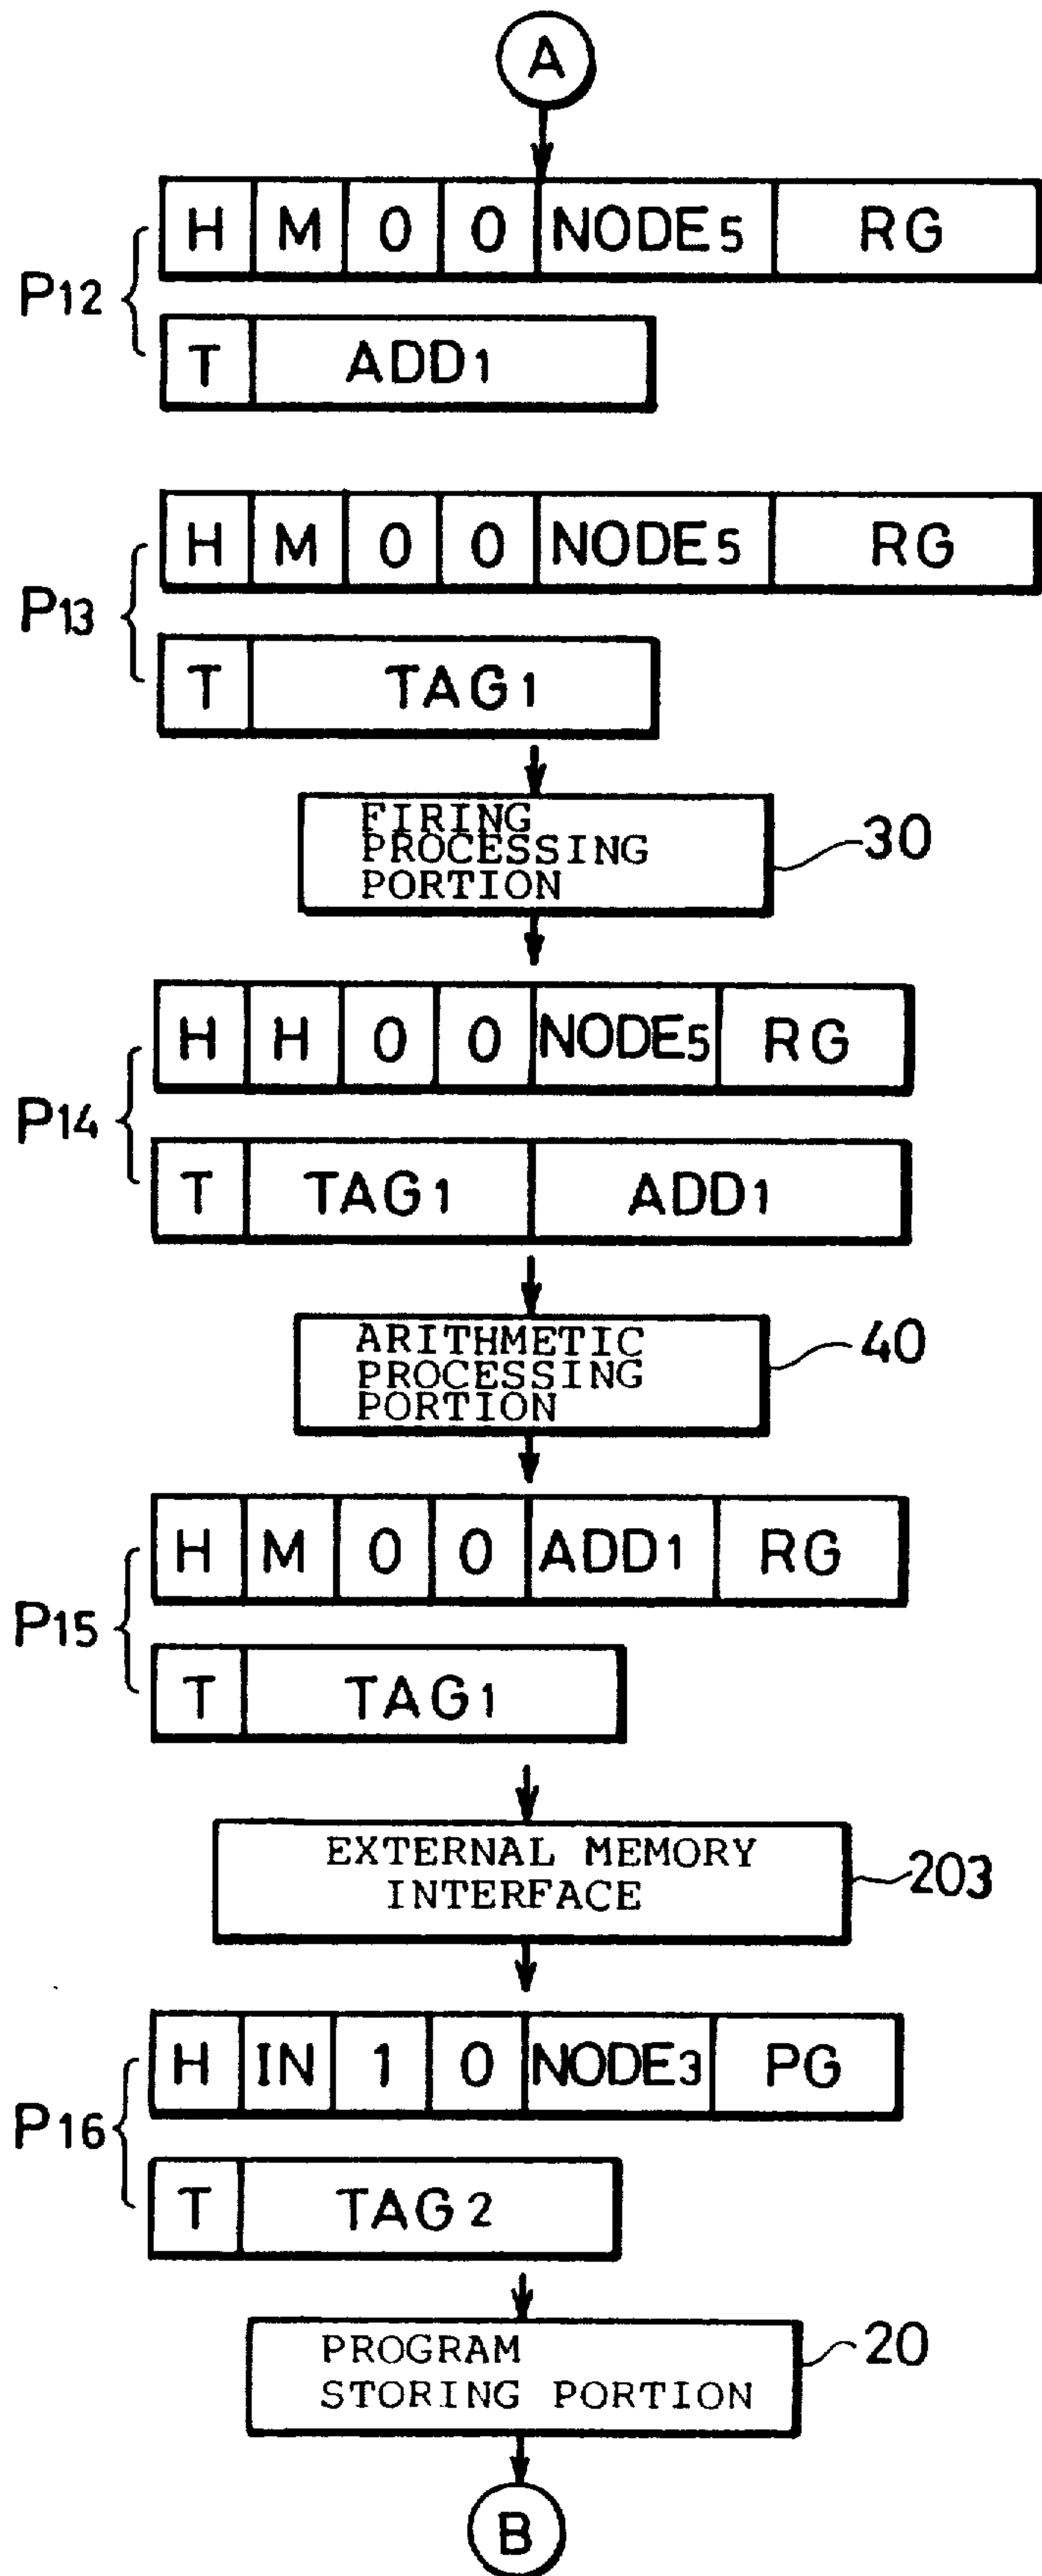 A
H M 0 0 NODE5 RG
P12
T ADD1
H M 0 0 NODE5 RG
P13
T TAG1
FIRING
PROCESSING
PORTION
30
H H 0 0 NODE5 RG
P14
T TAG1 ADD1
ARITHMETIC
PROCESSING
PORTION
40
H M 0 0 ADD1 RG
P15
T TAG1
EXTERNAL MEMORY
INTERFACE
203
H IN 1 0 NODE3 PG
P16
T TAG2
PROGRAM
STORING PORTION
20
B